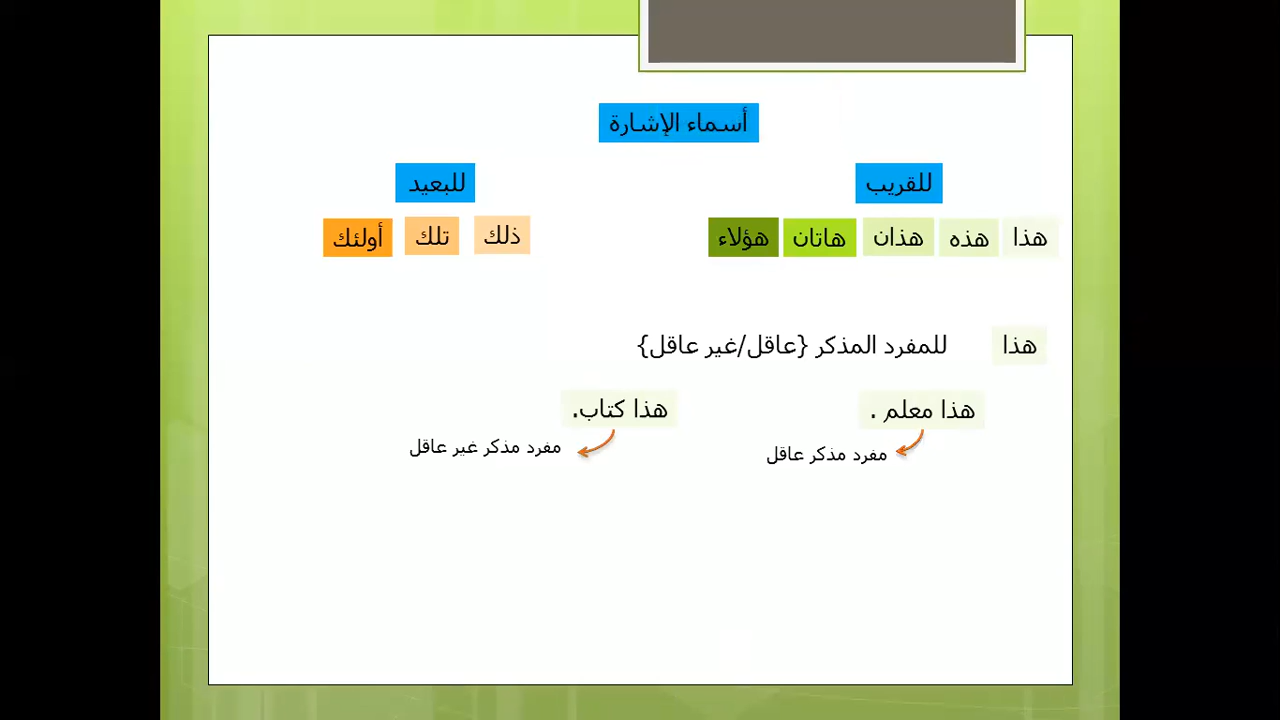 أسماء الإشارة
للقريب
للبعيد
هذا هذه هذان هاتان هؤلاء
ذلك تلك أولئك
هذا للمفرد المذكر {عاقل/غير عاقل}
هذا معلم .
هذا كتاب.
مفرد مذكر عاقل
مفرد مذكر غير عاقل